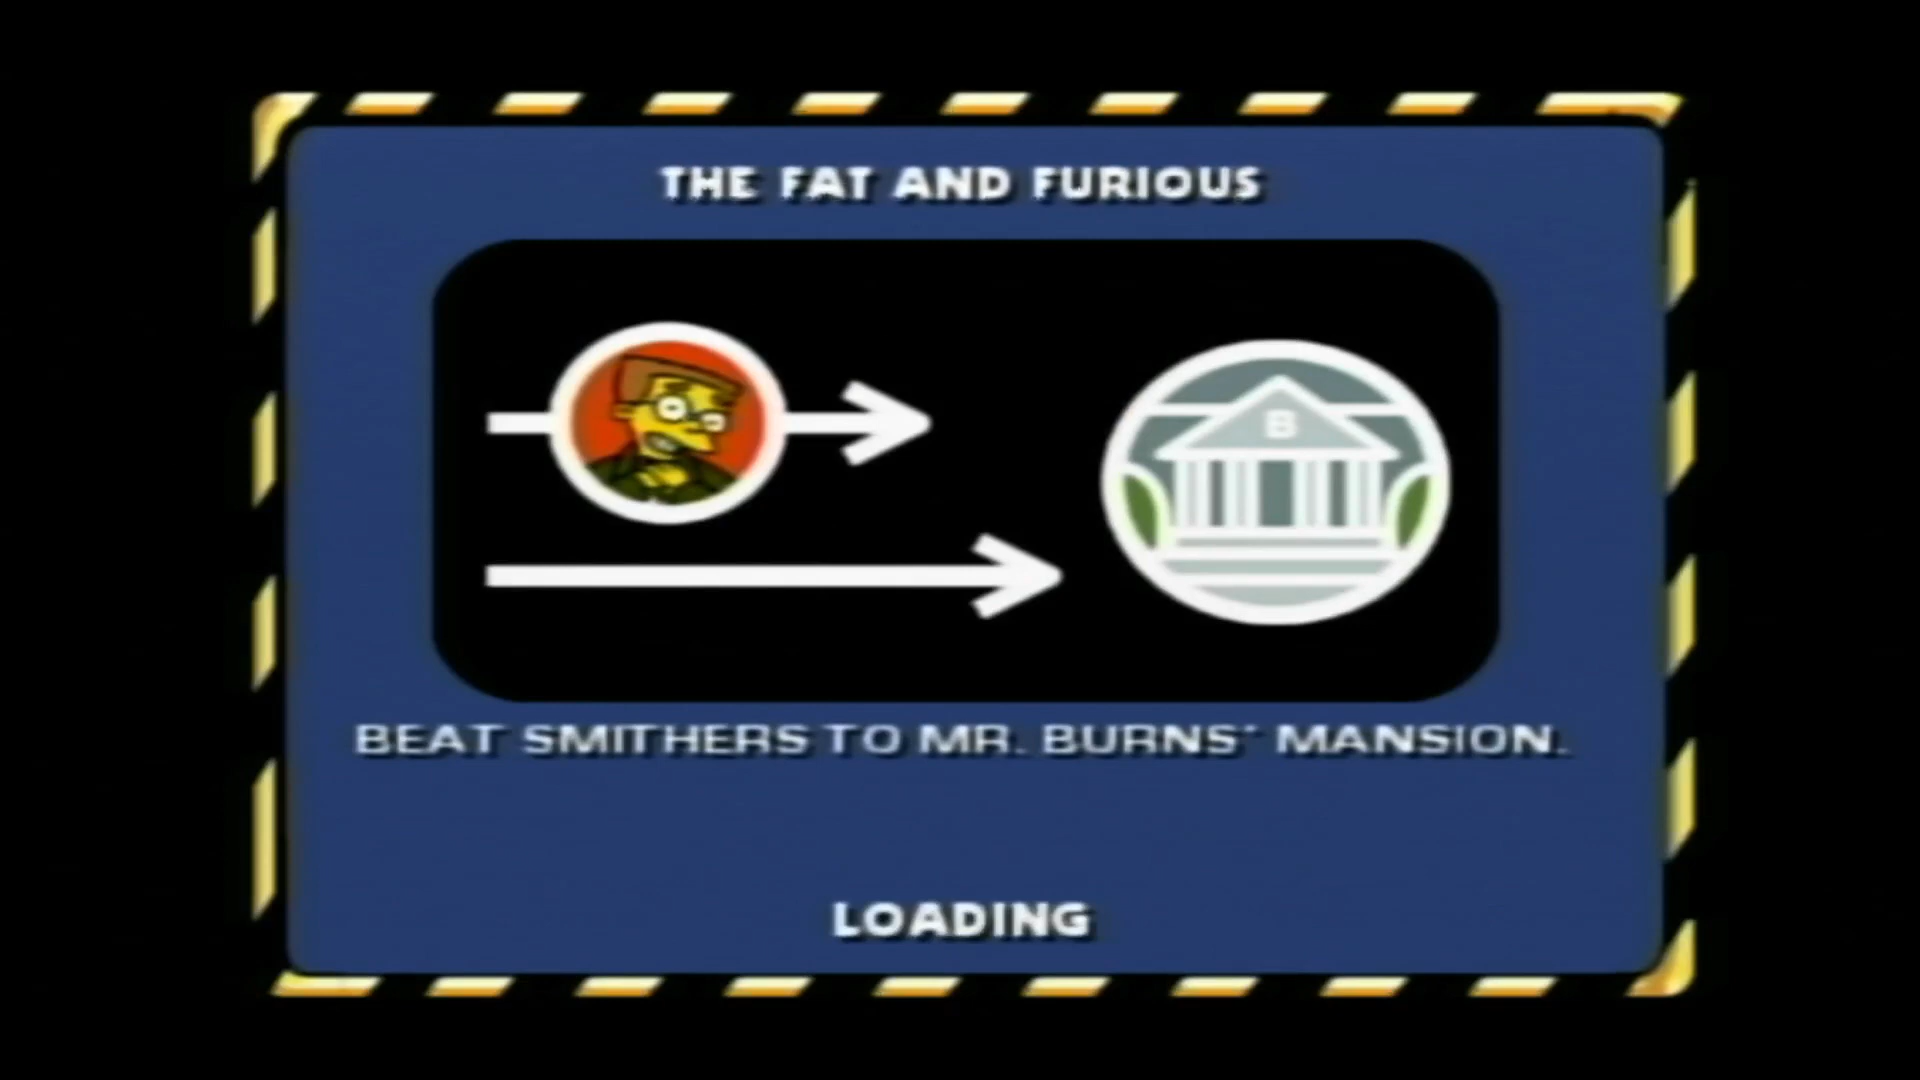 THE FAT AND FURIOUS
B
BEAT SMITHERS TO MR. BURNS' MANSION.
LOADING